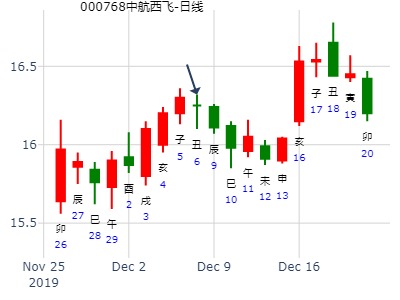 000768中航西飞-日线
16.5
16
15.5
卯
26
辰
27
巳
28
午
29
酉
2
戌
3
亥
4
子
5
丑
6
辰
9
巳
10
午
11
未
12
申
13
亥
16
子
17
丑
18
寅
19
卯
20
Nov 25
2019
Dec 2
Dec 9
Dec 16